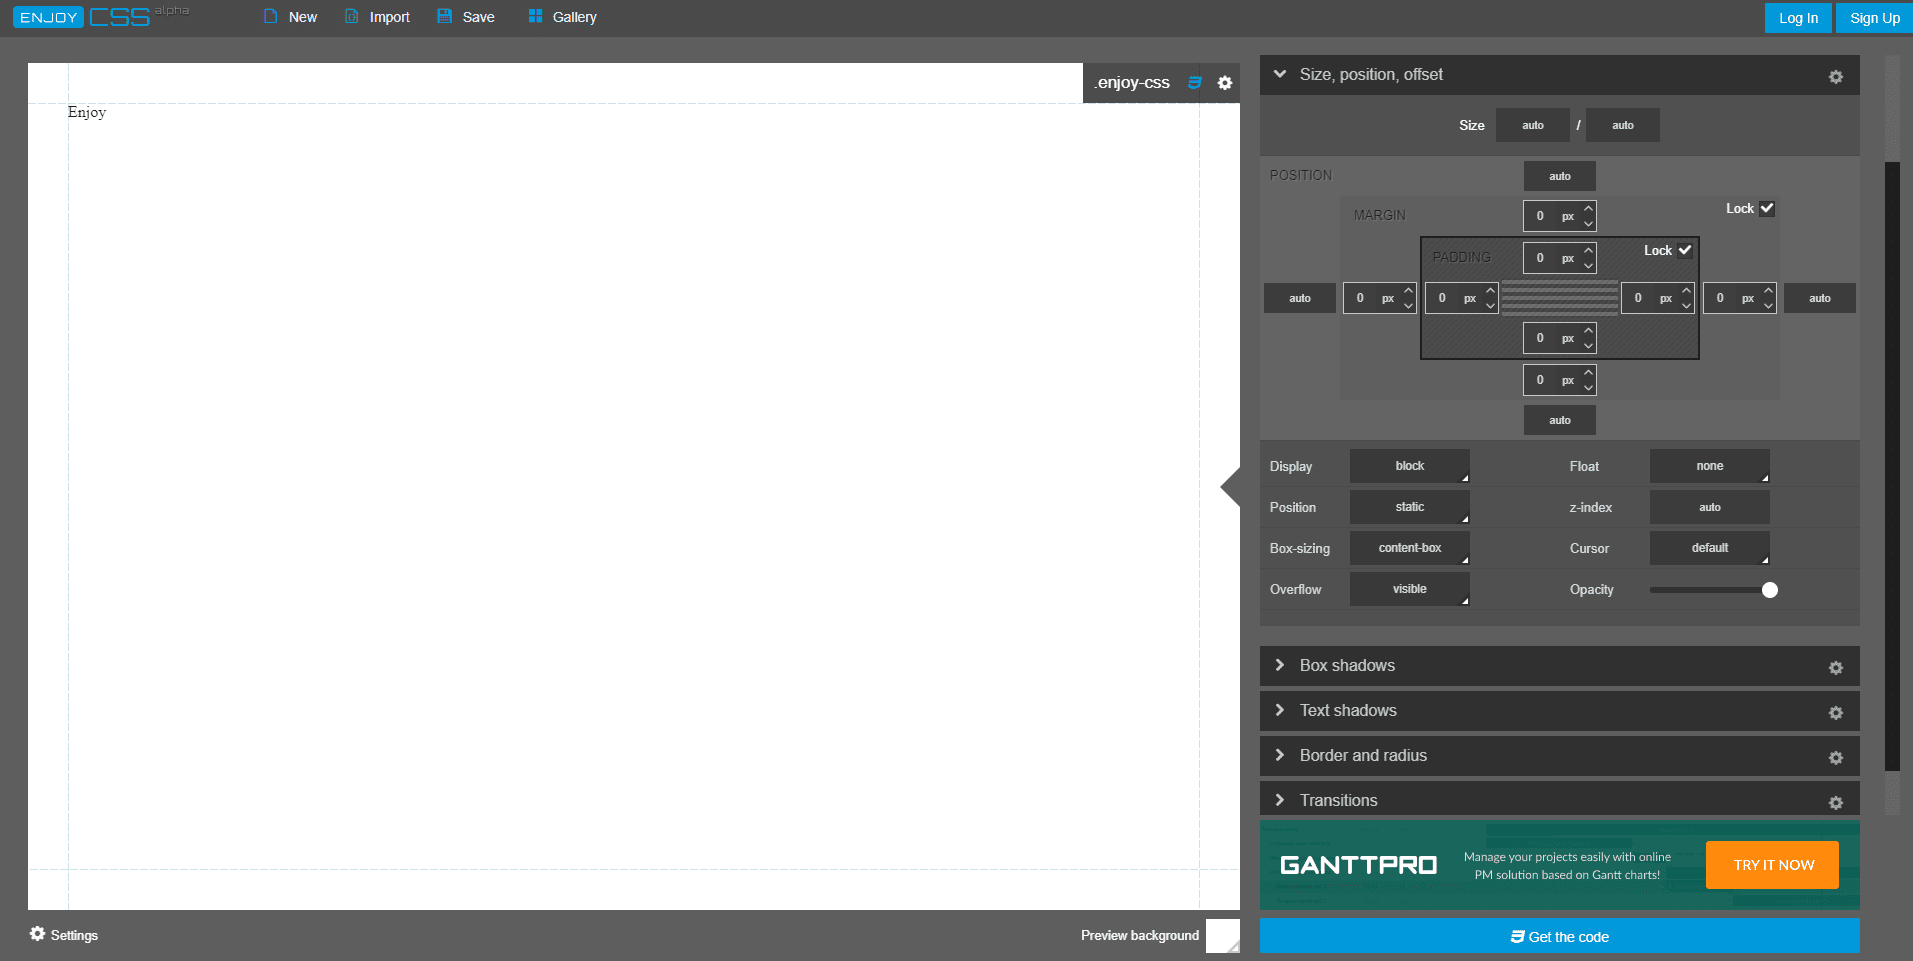 ENJOY CSS alpha
New Import Save Gallery
Log In Sign Up
.enjoy-css
Enjoy
Size, position, offset
Size auto / auto
POSITION auto
MARGIN 0 px Lock
PADDING 0 px Lock
auto 0 px 0 px 0 px 0 px auto
0 px
0 px
auto
Display block Float none
Position static z-index auto
Box-sizing content-box Cursor default
Overflow visible Opacity
Box shadows
Text shadows
Border and radius
Transitions
GANTTPRO Manage your projects easily with online
PM solution based on Gantt charts!
TRY IT NOW
Settings
Preview background
Get the code